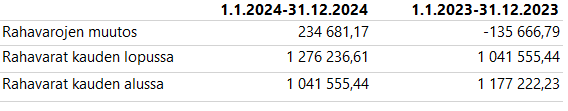 1.1.2024-31.12.2024 1.1.2023-31.12.2023
Rahavarojen muutos 234 681,17 -135 666,79
Rahavarat kauden lopussa 1 276 236,61 1 041 555,44
Rahavarat kauden alussa 1 041 555,44 1 177 222,23